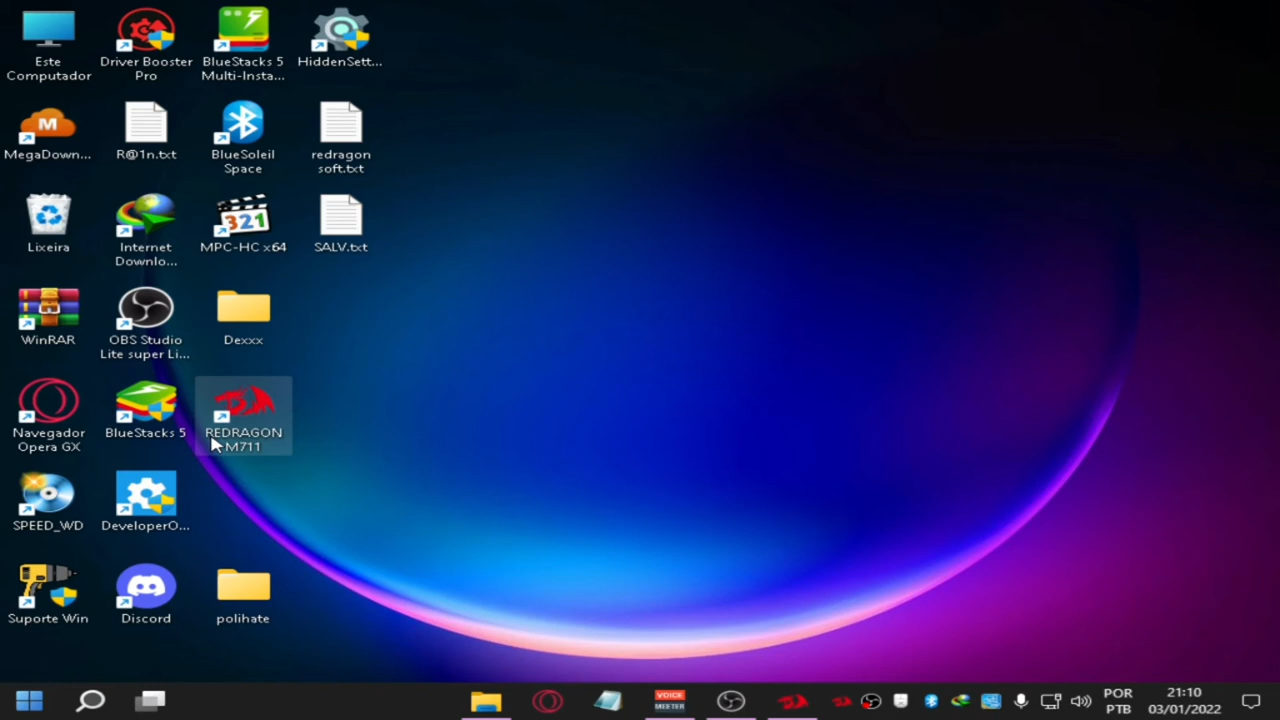 Este
Computador
Driver Booster
Pro
BlueStacks 5
Multi-Insta...
HiddenSett...
M
MegaDown...
R@1n.txt
BlueSoleil
Space
redragon
soft.txt
Lixeira
Internet
Downlo...
321
MPC-HC x64
SALV.txt
WinRAR
OBS Studio
Lite super Li...
Dexxx
Navegador
Opera GX
BlueStacks 5
REDRAGON
M711
SPEED_WD
DeveloperO...
Suporte Win
Discord
polihate
VOICE
MEETER
POR
PTB
21:10
03/01/2022